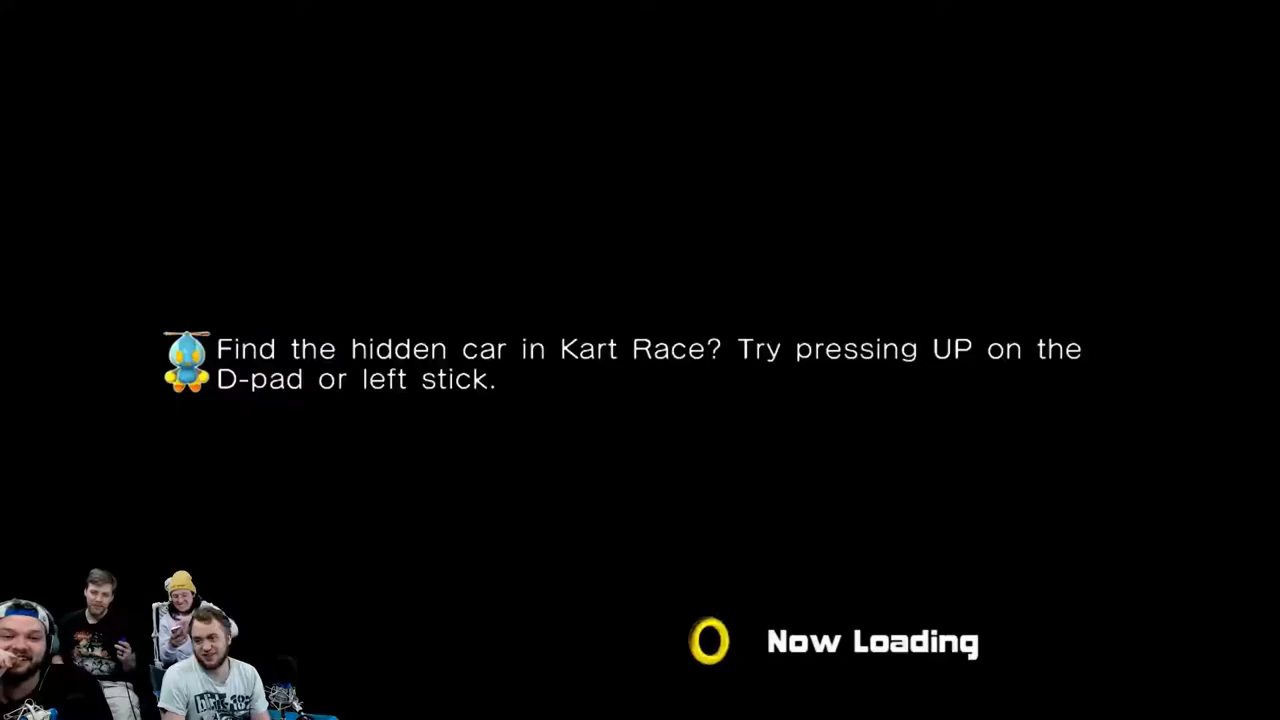 Find the hidden car in Kart Race? Try pressing UP on the
D-pad or left stick.
Now Loading